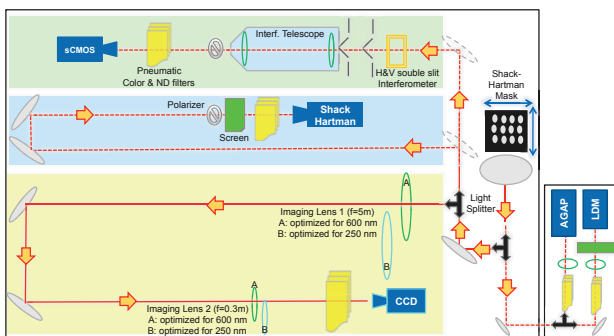 sCMOS
Interf. Telescope
Pneumatic
Color & ND filters
H&V souble slit
Interferometer
Shack-
Hartman
Mask
Polarizer
Screen
Shack
Hartman
A
Light
Splitter
Imaging Lens 1 (f=5m)
A: optimized for 600 nm
B: optimized for 250 nm
B
AGAP
LDM
A
Imaging Lens 2 (f=0.3m)
A: optimized for 600 nm
B: optimized for 250 nm
B
CCD